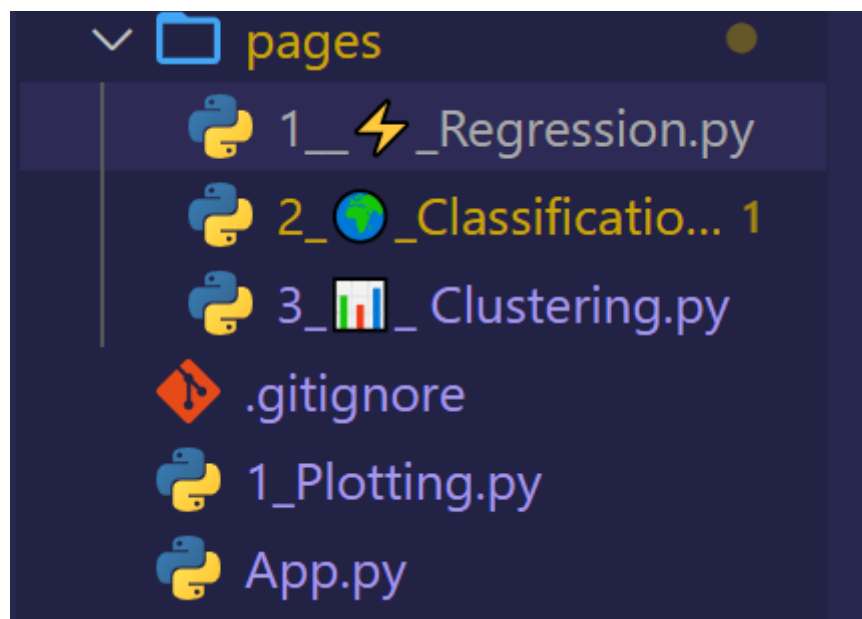 pages
1__⚡_Regression.py
2_🌍_Classificatio... 1
3_📊_ Clustering.py
.gitignore
1_Plotting.py
App.py